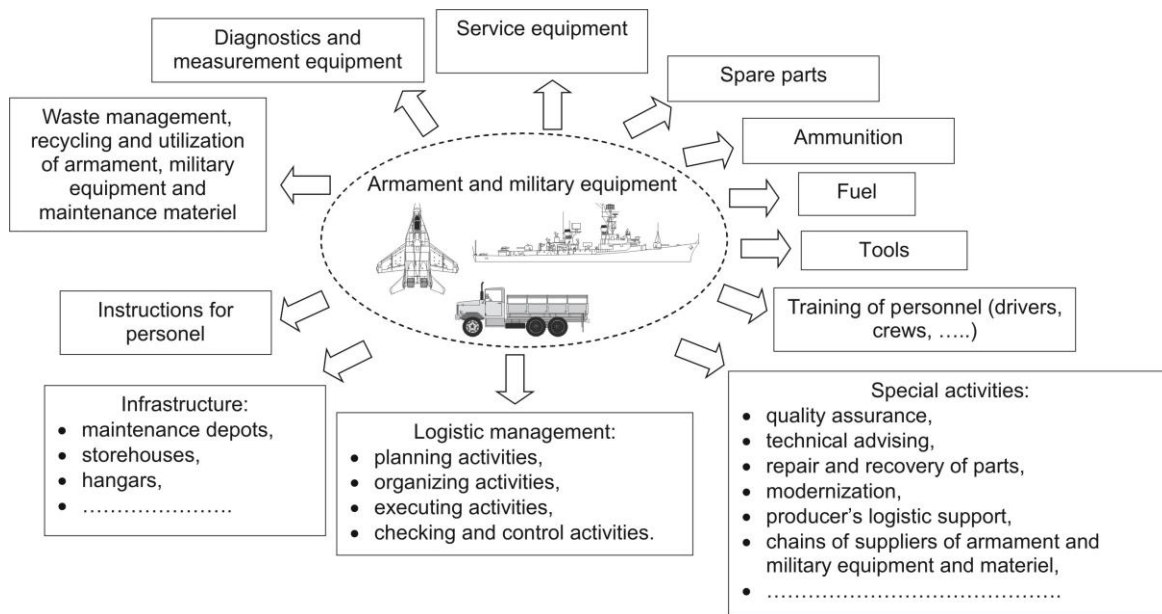 Service equipment
Diagnostics and
measurement equipment
Spare parts
Waste management,
recycling and utilization
of armament, military
equipment and
maintenance materiel
Ammunition
Armament and military equipment
Fuel
Tools
Instructions for
personel
Training of personnel (drivers,
crews, .....)
Infrastructure:
• maintenance depots,
• storehouses,
• hangars,
• ......................
Logistic management:
• planning activities,
• organizing activities,
• executing activities,
• checking and control activities.
Special activities:
• quality assurance,
• technical advising,
• repair and recovery of parts,
• modernization,
• producer's logistic support,
• chains of suppliers of armament and
military equipment and materiel,
• ..........................................